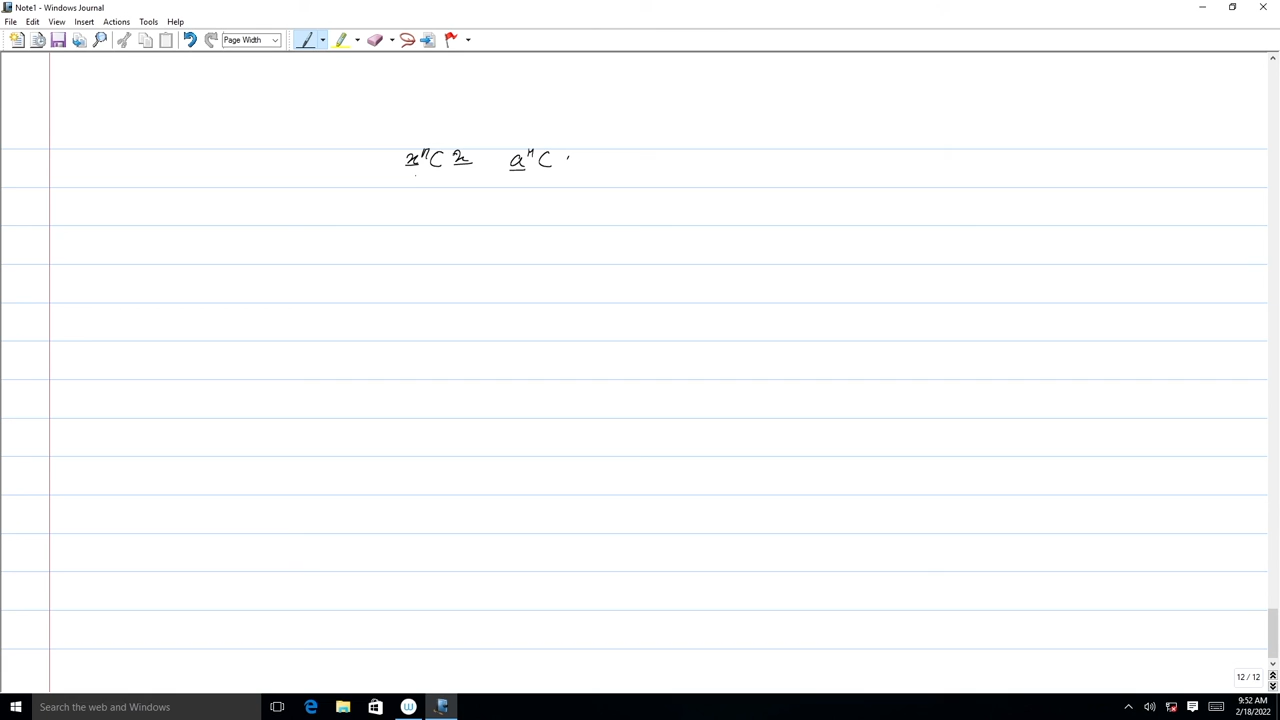 Note1 - Windows Journal
File Edit View Insert Actions Tools Help
Page Width
xⁿC x aⁿC
12 / 12
Search the web and Windows
9:52 AM
2/18/2022